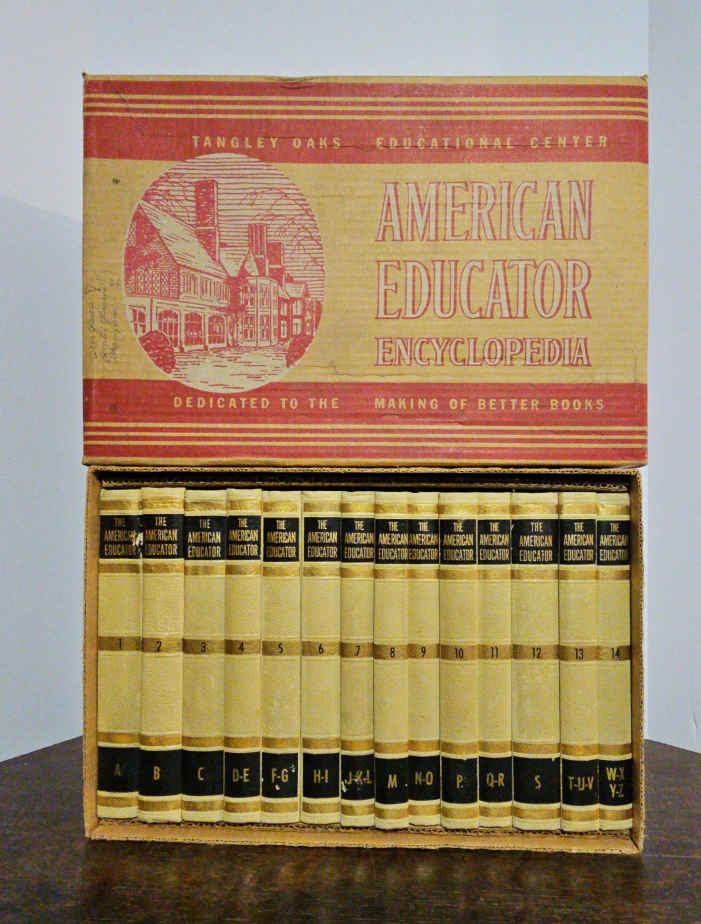 TANGLEY OAKS EDUCATIONAL CENTER
AMERICAN
EDUCATOR
ENCYCLOPEDIA
DEDICATED TO THE MAKING OF BETTER BOOKS
THE
AMERICAN
EDUCATOR
1
A
THE
AMERICAN
EDUCATOR
2
B
THE
AMERICAN
EDUCATOR
3
C
THE
AMERICAN
EDUCATOR
4
D-E
THE
AMERICAN
EDUCATOR
5
F-G
THE
AMERICAN
EDUCATOR
6
H-I
THE
AMERICAN
EDUCATOR
7
J-K-L
THE
AMERICAN
EDUCATOR
8
M
THE
AMERICAN
EDUCATOR
9
N-O
THE
AMERICAN
EDUCATOR
10
P
THE
AMERICAN
EDUCATOR
11
Q-R
THE
AMERICAN
EDUCATOR
12
S
THE
AMERICAN
EDUCATOR
13
T-U-V
THE
AMERICAN
EDUCATOR
14
W-X
Y-Z